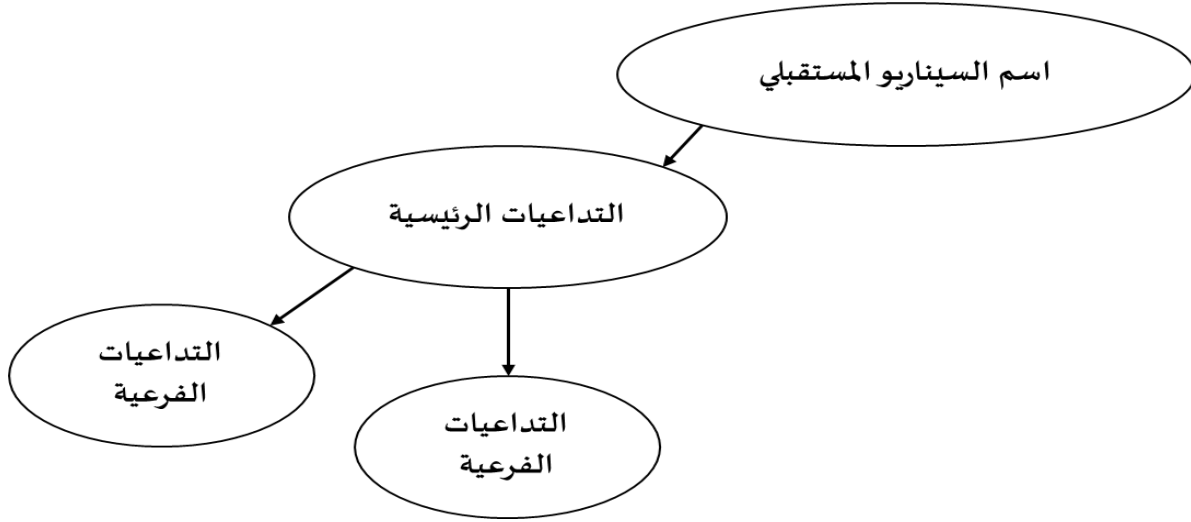 اسم السيناريو المستقبلي
التداعيات الرئيسية
التداعيات
الفرعية
التداعيات
الفرعية